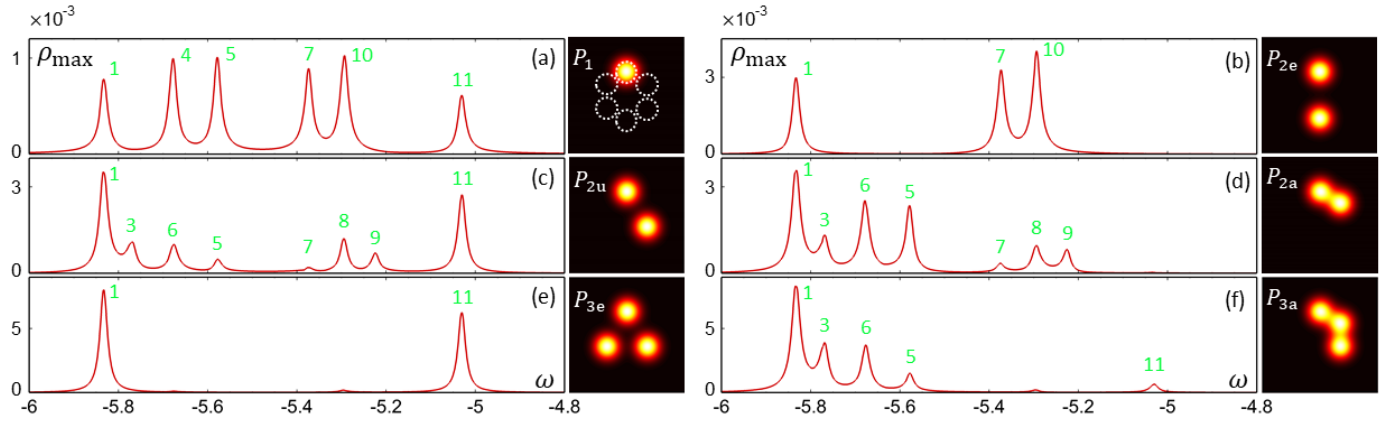 ×10⁻³
1 ρmax 1 4 5 7 10 11 (a) P₁
0
3 1 3 6 5 7 8 9 11 (c) P₂ᵤ
0
5 1 11 (e) P₃ₑ
0 ω
-6 -5.8 -5.6 -5.4 -5.2 -5 -4.8
×10⁻³
ρmax 3 1 7 10 (b) P₂ₑ
0
3 1 3 6 5 7 8 9 (d) P₂ₐ
0
5 1 3 6 5 11 (f) P₃ₐ
0 ω
-6 -5.8 -5.6 -5.4 -5.2 -5 -4.8